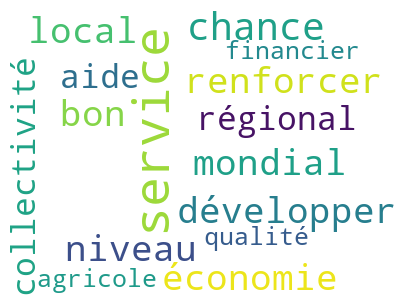 local
chance
financier
aide
renforcer
bon
régional
service
collectivité
mondial
développer
niveau
qualité
agricole
économie